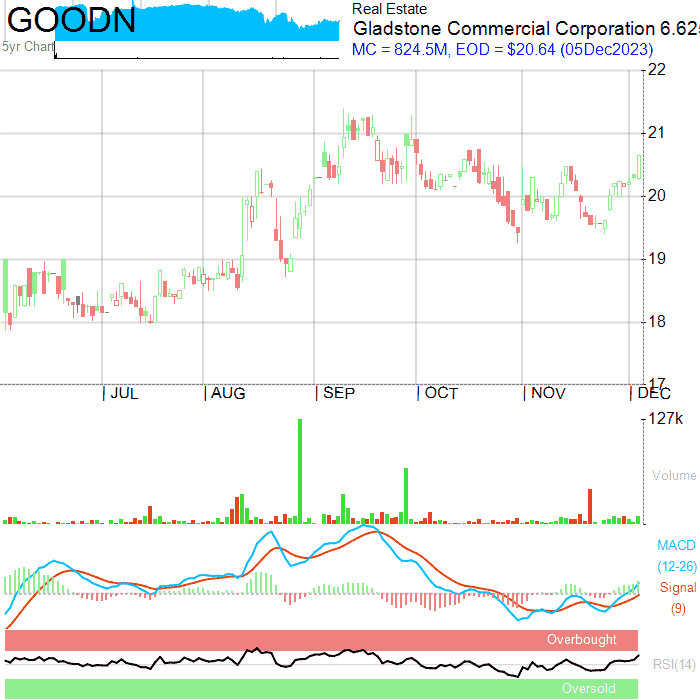 GOODN
5yr Chart
Real Estate
Gladstone Commercial Corporation 6.62
MC = 824.5M, EOD = $20.64 (05Dec2023)
22
21
20
19
18
17
JUL
AUG
SEP
OCT
NOV
DEC
127k
Volume
MACD
(12-26)
Signal
(9)
Overbought
RSI(14)
Oversold